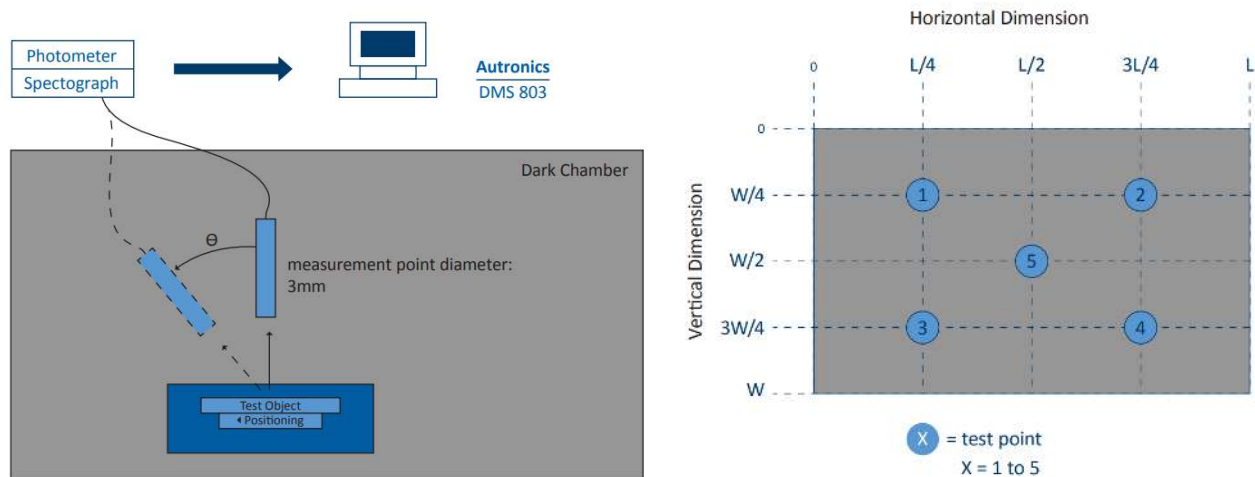 Photometer
Spectograph
Autronics
DMS 803
Dark Chamber
Θ
measurement point diameter:
3mm
Test Object
Positioning
Horizontal Dimension
0 L/4 L/2 3L/4 L
Vertical Dimension
0
W/4
1 2
W/2
5
3W/4
3 4
W
X = test point
X = 1 to 5